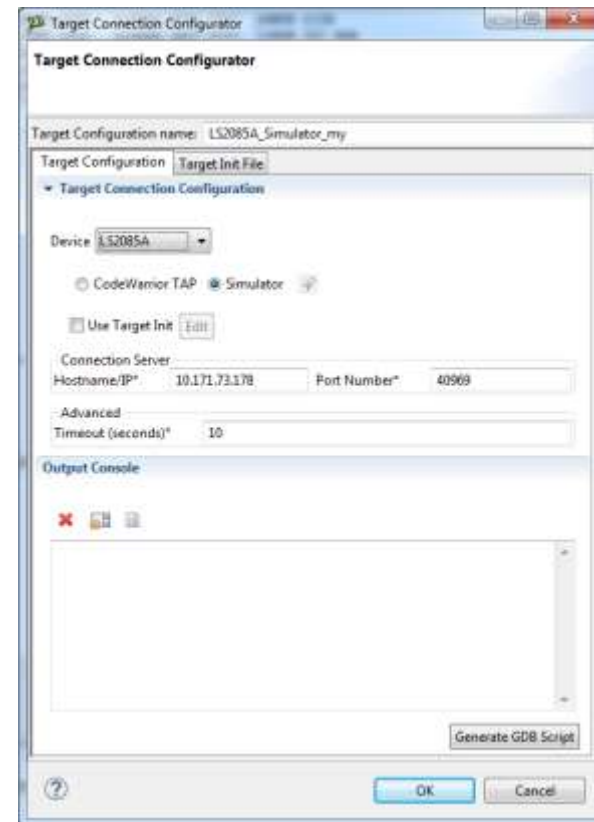 Target Connection Configurator
Target Connection Configurator
Target Configuration name: LS2085A_Simulator_my
Target Configuration Target Init File
Target Connection Configuration
Device LS2085A
CodeWarrior TAP Simulator
Use Target Init Edit
Connection Server
Hostname/IP* 10.171.73.178 Port Number* 40969
Advanced
Timeout (seconds)* 10
Output Console
Generate GDB Script
OK Cancel